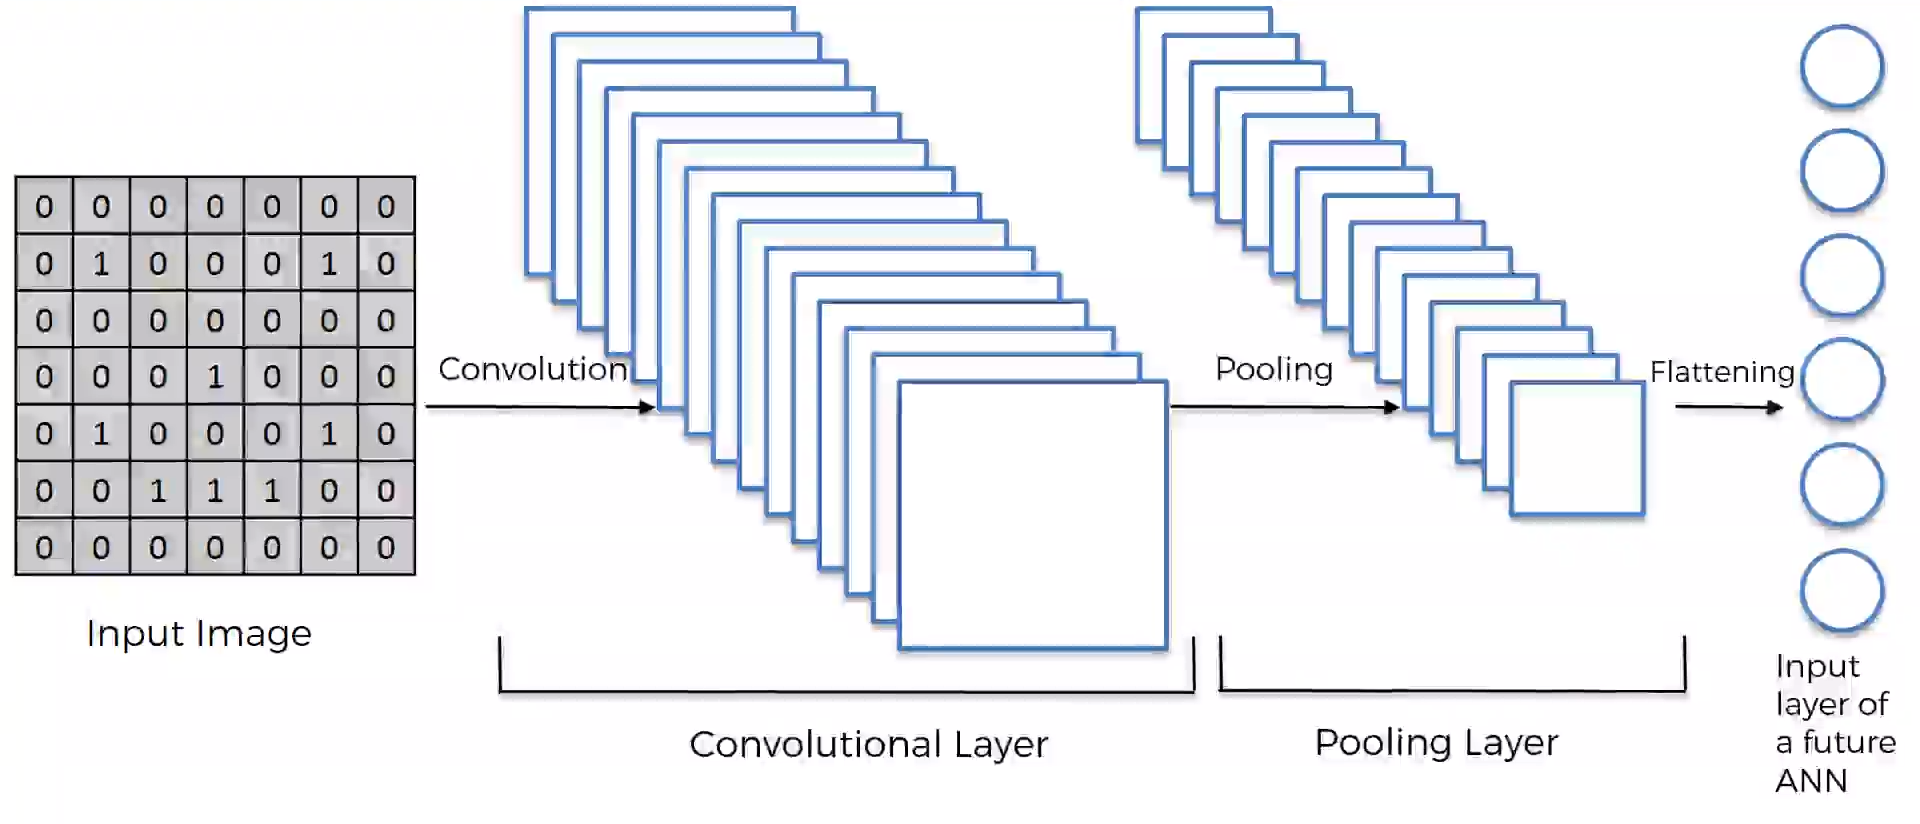 0 0 0 0 0 0 0
0 1 0 0 0 1 0
0 0 0 0 0 0 0
0 0 0 1 0 0 0
0 1 0 0 0 1 0
0 0 1 1 1 0 0
0 0 0 0 0 0 0
Input Image
Convolution
Convolutional Layer
Pooling
Pooling Layer
Flattening
Input
layer of
a future
ANN